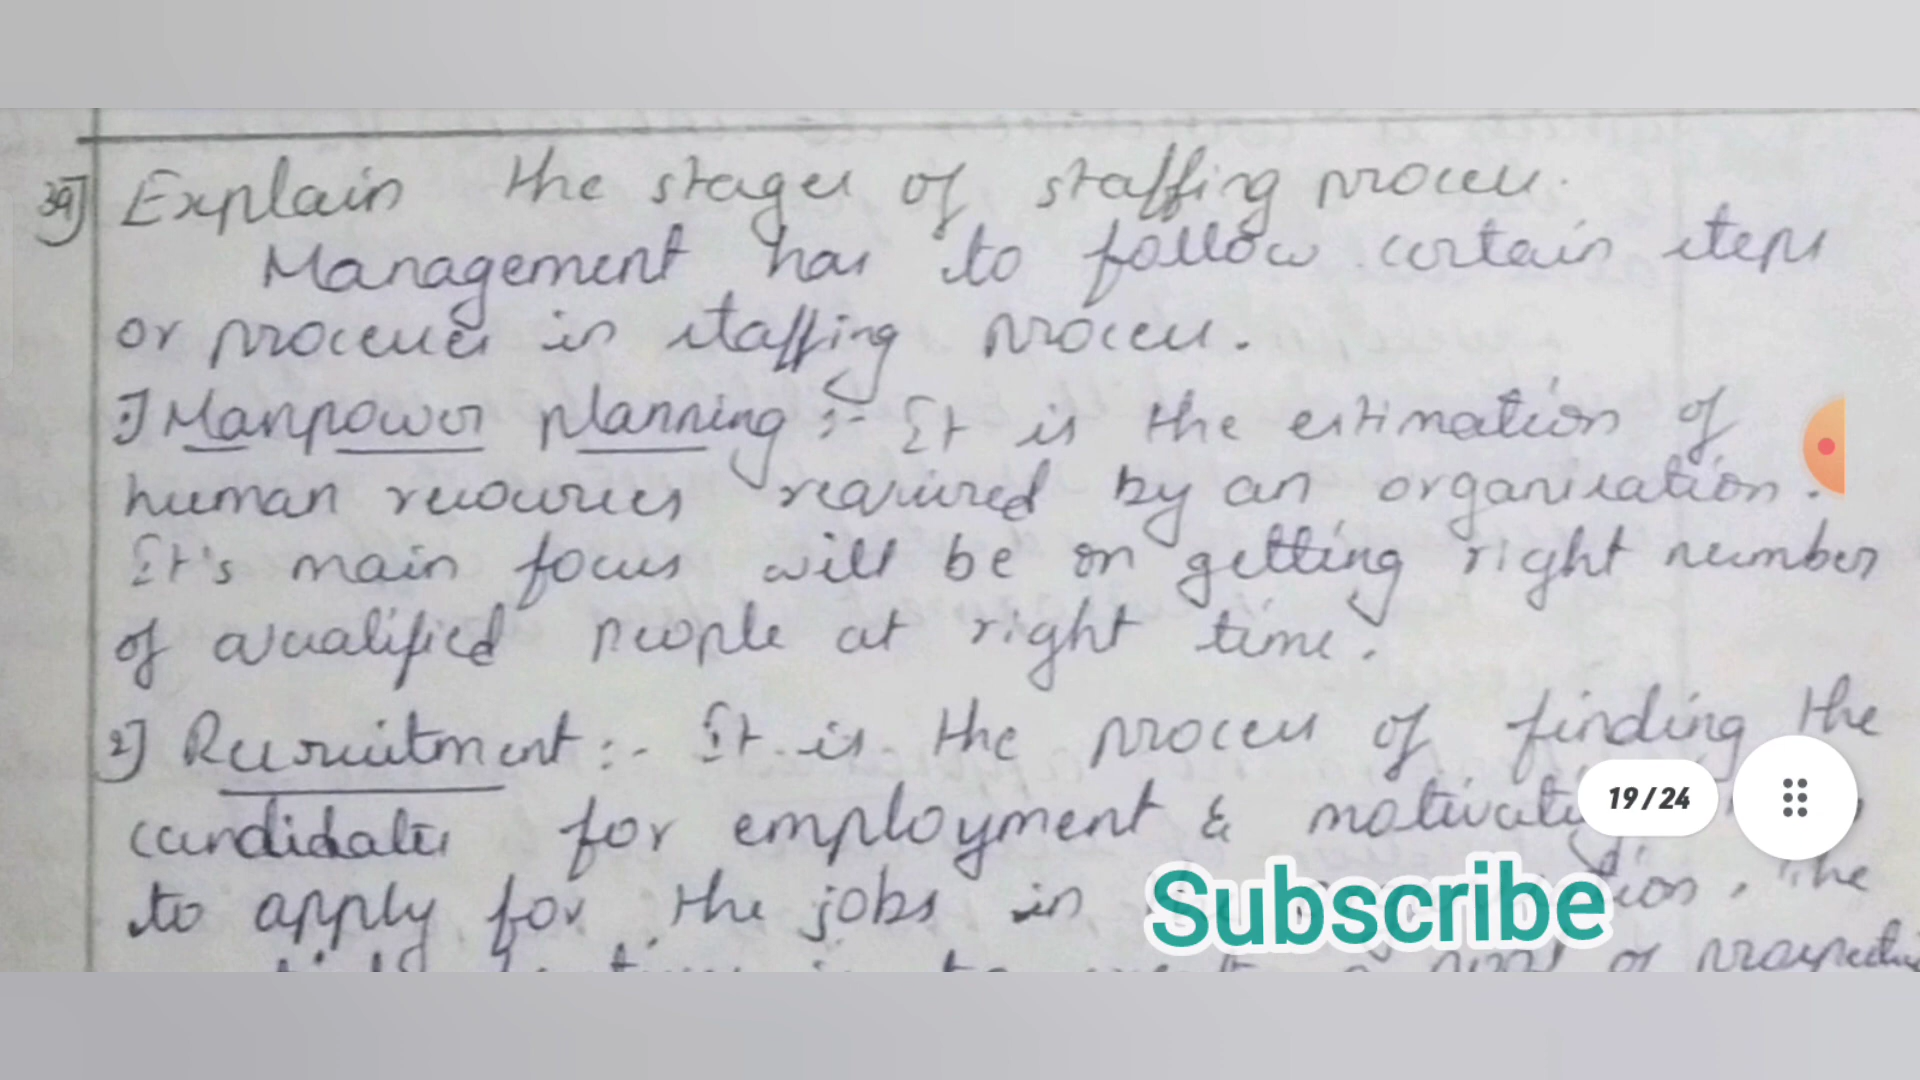 39] Explain the stages of staffing process.
Management has to follow certain steps
or processes in staffing process.
1] Manpower planning :- It is the estimation of
human resources required by an organisation.
It's main focus will be on getting right number
of qualified people at right time.
2] Recruitment :- It is the process of finding the
candidates for employment &
19/24
to apply for the jobs in The
Subscribe
of